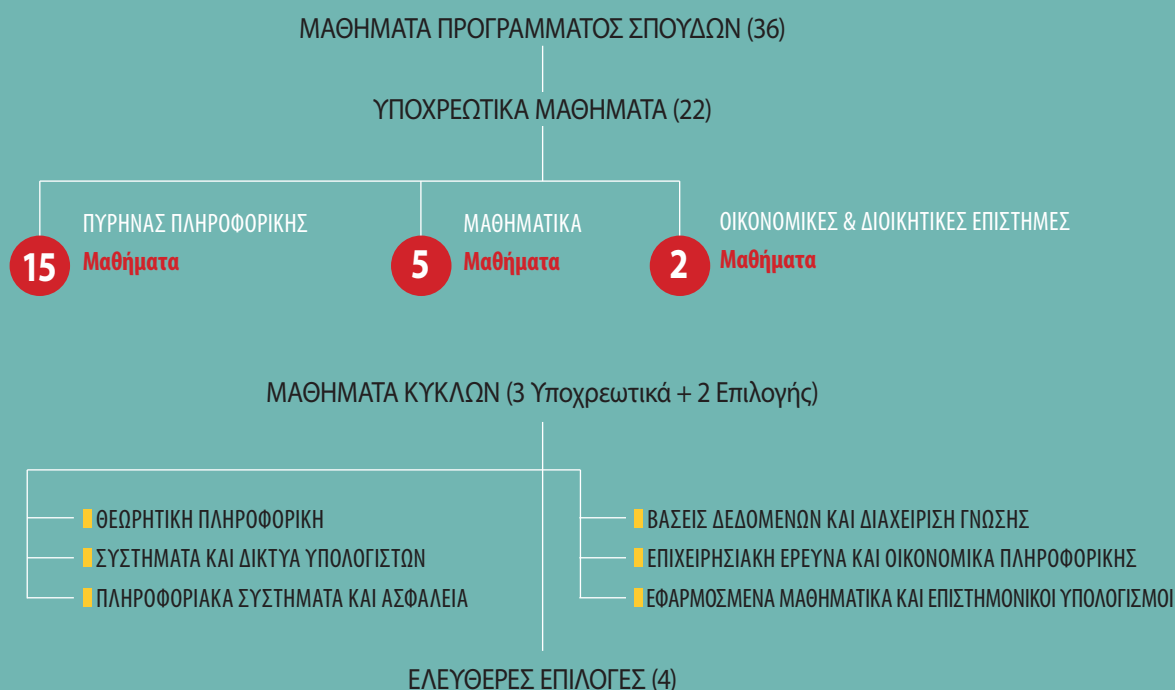 ΜΑΘΗΜΑΤΑ ΠΡΟΓΡΑΜΜΑΤΟΣ ΣΠΟΥΔΩΝ (36)
ΥΠΟΧΡΕΩΤΙΚΑ ΜΑΘΗΜΑΤΑ (22)
15
ΠΥΡΗΝΑΣ ΠΛΗΡΟΦΟΡΙΚΗΣ
Μαθήματα
5
ΜΑΘΗΜΑΤΙΚΑ
Μαθήματα
2
ΟΙΚΟΝΟΜΙΚΕΣ & ΔΙΟΙΚΗΤΙΚΕΣ ΕΠΙΣΤΗΜΕΣ
Μαθήματα
ΜΑΘΗΜΑΤΑ ΚΥΚΛΩΝ (3 Υποχρεωτικά + 2 Επιλογής)
ΘΕΩΡΗΤΙΚΗ ΠΛΗΡΟΦΟΡΙΚΗ
ΣΥΣΤΗΜΑΤΑ ΚΑΙ ΔΙΚΤΥΑ ΥΠΟΛΟΓΙΣΤΩΝ
ΠΛΗΡΟΦΟΡΙΑΚΑ ΣΥΣΤΗΜΑΤΑ ΚΑΙ ΑΣΦΑΛΕΙΑ
ΒΑΣΕΙΣ ΔΕΔΟΜΕΝΩΝ ΚΑΙ ΔΙΑΧΕΙΡΙΣΗ ΓΝΩΣΗΣ
ΕΠΙΧΕΙΡΗΣΙΑΚΗ ΕΡΕΥΝΑ ΚΑΙ ΟΙΚΟΝΟΜΙΚΑ ΠΛΗΡΟΦΟΡΙΚΗΣ
ΕΦΑΡΜΟΣΜΕΝΑ ΜΑΘΗΜΑΤΙΚΑ ΚΑΙ ΕΠΙΣΤΗΜΟΝΙΚΟΙ ΥΠΟΛΟΓΙΣΜΟΙ
ΕΛΕΥΘΕΡΕΣ ΕΠΙΛΟΓΕΣ (4)